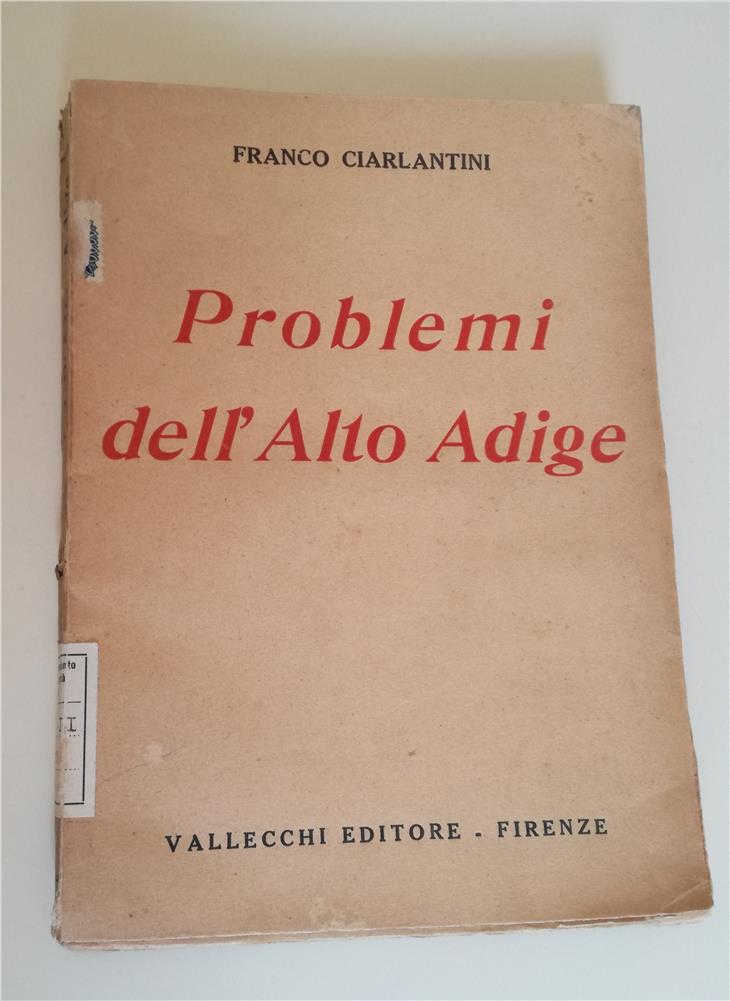 FRANCO CIARLANTINI
Problemi
dell'Alto Adige
VALLECCHI EDITORE - FIRENZE